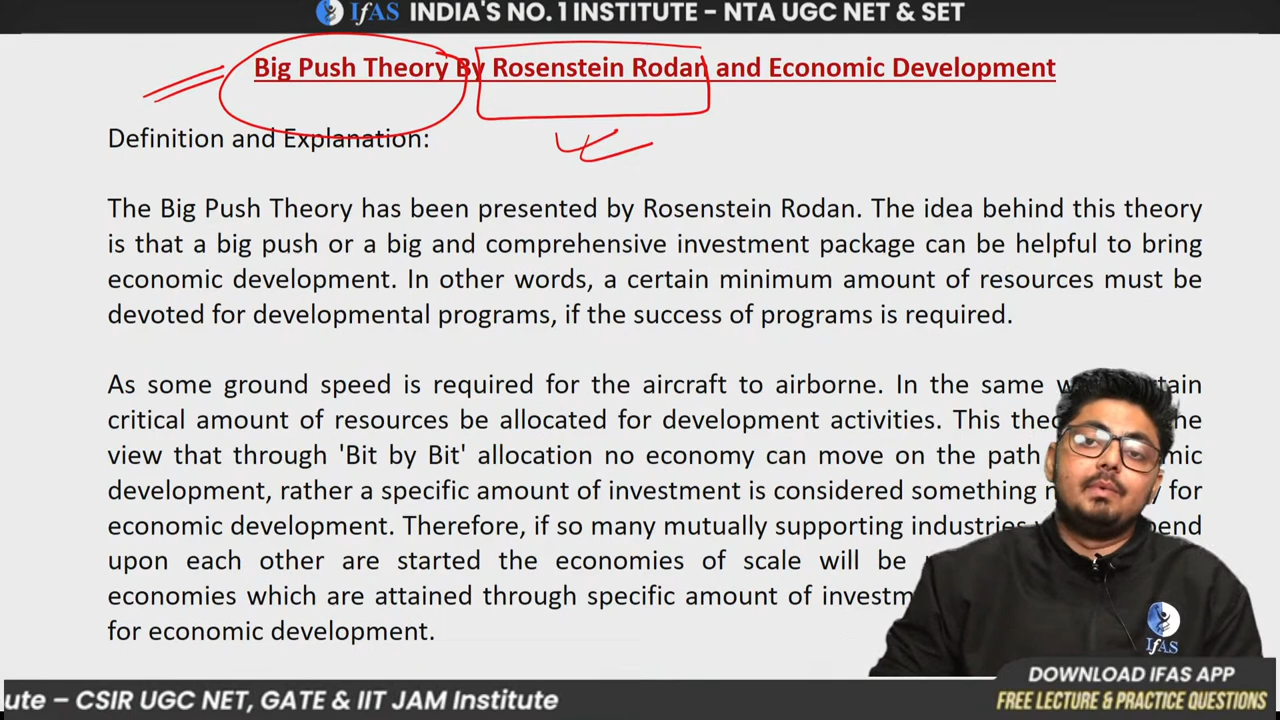 IfAS INDIA'S NO. 1 INSTITUTE – NTA UGC NET & SET
Big Push Theory By Rosenstein Rodan and Economic Development
Definition and Explanation:
The Big Push Theory has been presented by Rosenstein Rodan. The idea behind this theory
is that a big push or a big and comprehensive investment package can be helpful to bring
economic development. In other words, a certain minimum amount of resources must be
devoted for developmental programs, if the success of programs is required.
As some ground speed is required for the aircraft to airborne. In the same
critical amount of resources be allocated for development activities. This
view that through 'Bit by Bit' allocation no economy can move on the path
development, rather a specific amount of investment is considered something for
economic development. Therefore, if so many mutually supporting industries
upon each other are started the economies of scale will be
economies which are attained through specific amount of
for economic development.
IfAS
DOWNLOAD IFAS APP
ute – CSIR UGC NET, GATE & IIT JAM Institute
FREE LECTURE & PRACTICE QUESTIONS